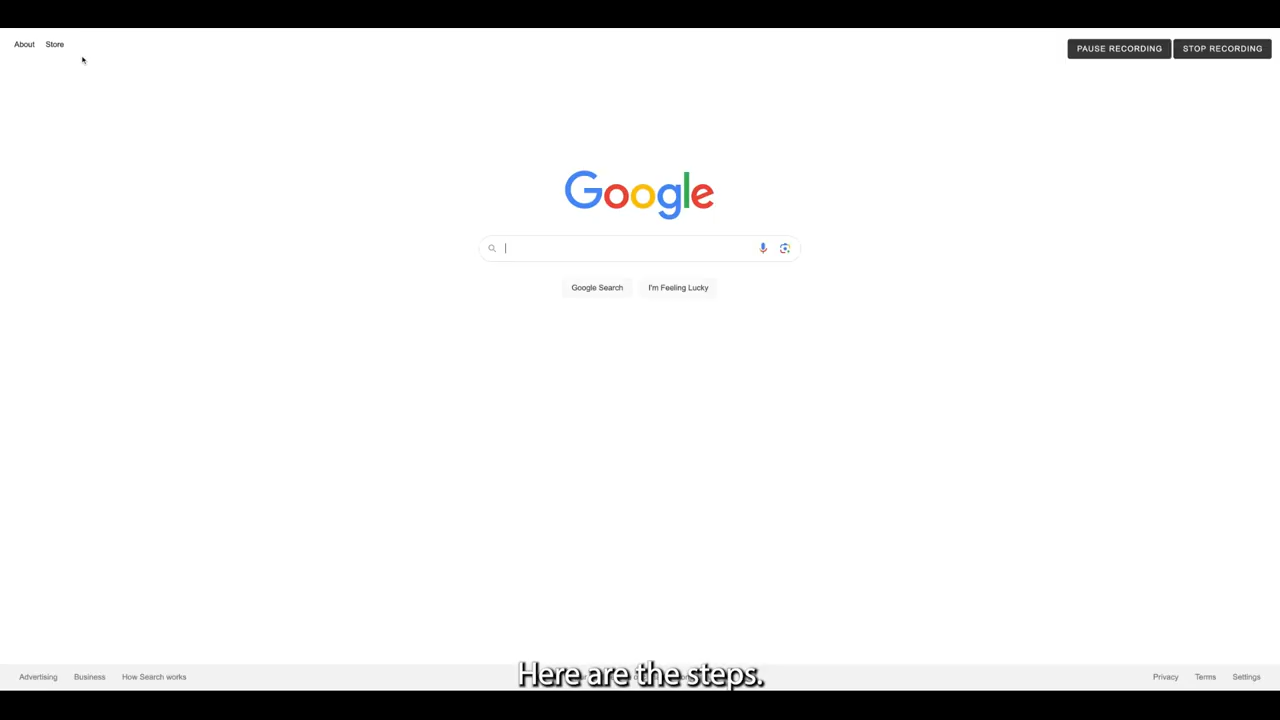 About Store
PAUSE RECORDING STOP RECORDING
Google
Google Search I'm Feeling Lucky
Advertising Business How Search works
Here are the steps.
Privacy Terms Settings